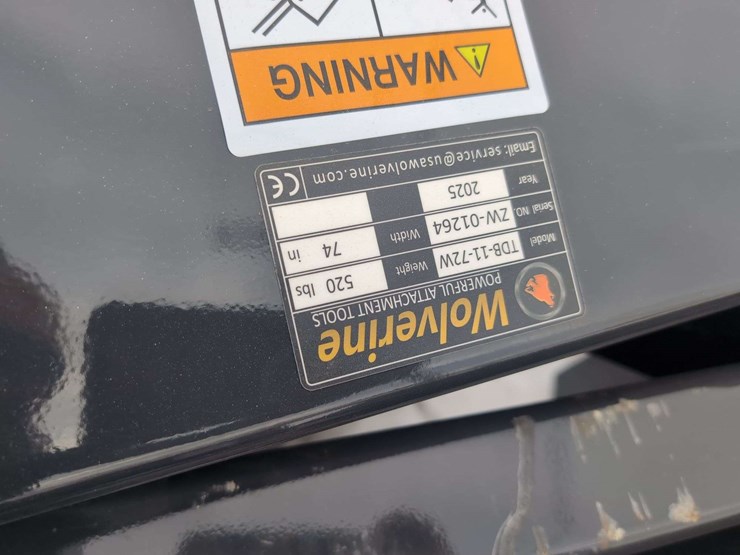 WARNING
Wolverine
POWERFUL ATTACHMENT TOOLS
Model TDB-11-72W Weight 520 lbs
Serial NO. ZW-01264 Width 74 in
Year 2025
Email: service@usawolverine.com CE